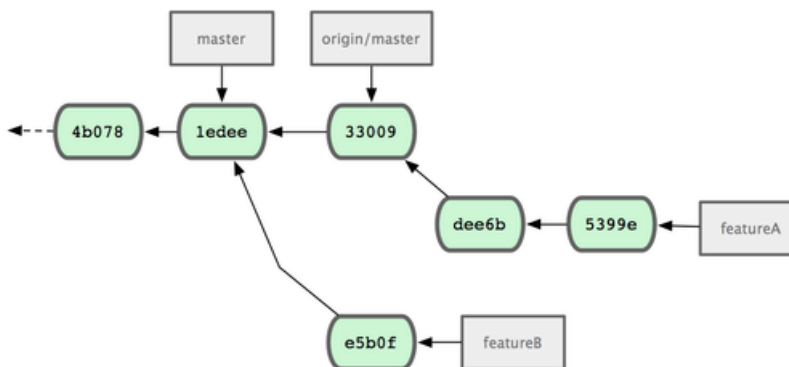 master
origin/master
4b078
1edee
33009
dee6b
5399e
featureA
e5b0f
featureB